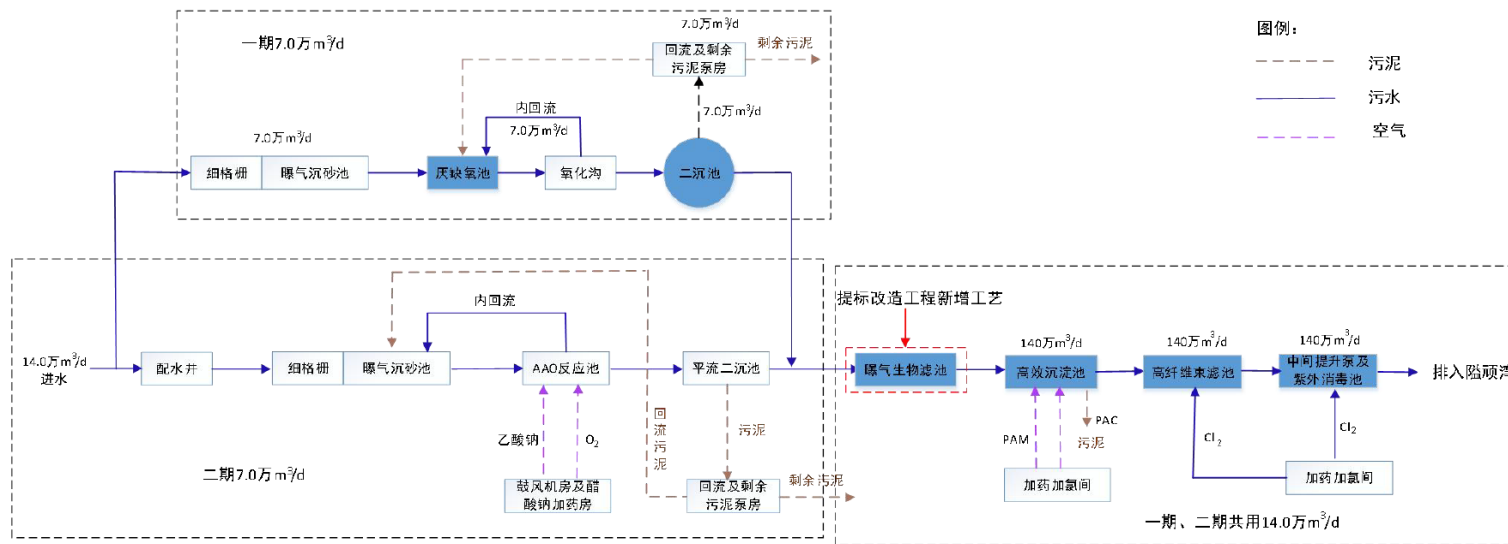 一期7.0万m³/d
7.0万m³/d
回流及剩余
污泥泵房
剩余污泥
7.0万m³/d
内回流
7.0万m³/d
7.0万m³/d
细格栅
曝气沉砂池
厌缺氧池
氧化沟
二沉池
图例：
污泥
污水
空气
14.0万m³/d
进水
配水井
细格栅
曝气沉砂池
内回流
AAO反应池
平流二沉池
乙酸钠
O₂
回流污泥
污泥
鼓风机房及醋
酸钠加药房
回流及剩余
污泥泵房
剩余污泥
二期7.0万m³/d
提标改造工程新增工艺
曝气生物滤池
140万m³/d
高效沉淀池
140万m³/d
高纤维束滤池
140万m³/d
中间提升泵及
紫外消毒池
排入隘顽湾
PAM
PAC
污泥
Cl₂
Cl₂
加药加氯间
加药加氯间
一期、二期共用14.0万m³/d